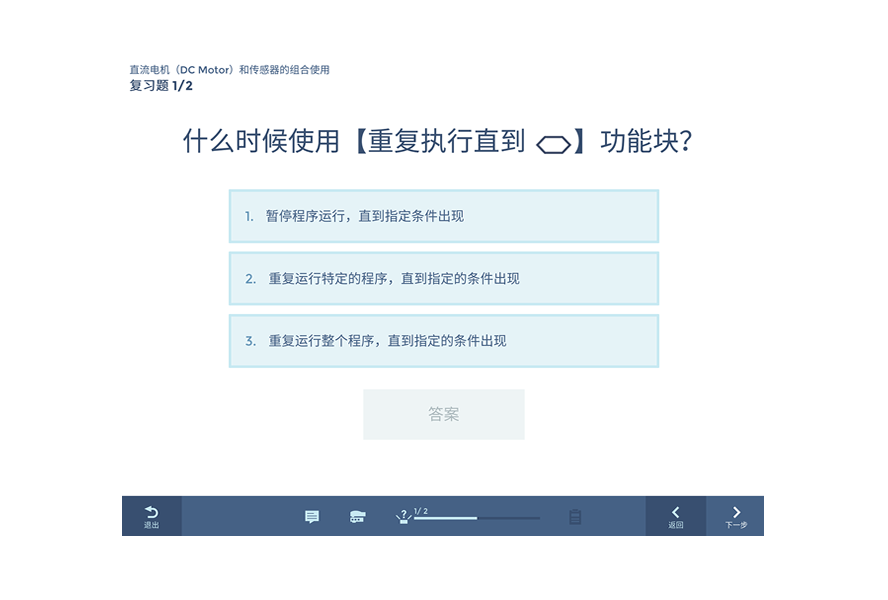 直流电机（DC Motor）和传感器的组合使用
复习题 1/2
什么时候使用【重复执行直到 】功能块？
1. 暂停程序运行，直到指定条件出现
2. 重复运行特定的程序，直到指定的条件出现
3. 重复运行整个程序，直到指定的条件出现
答案
退出
?
1/2
返回
下一步